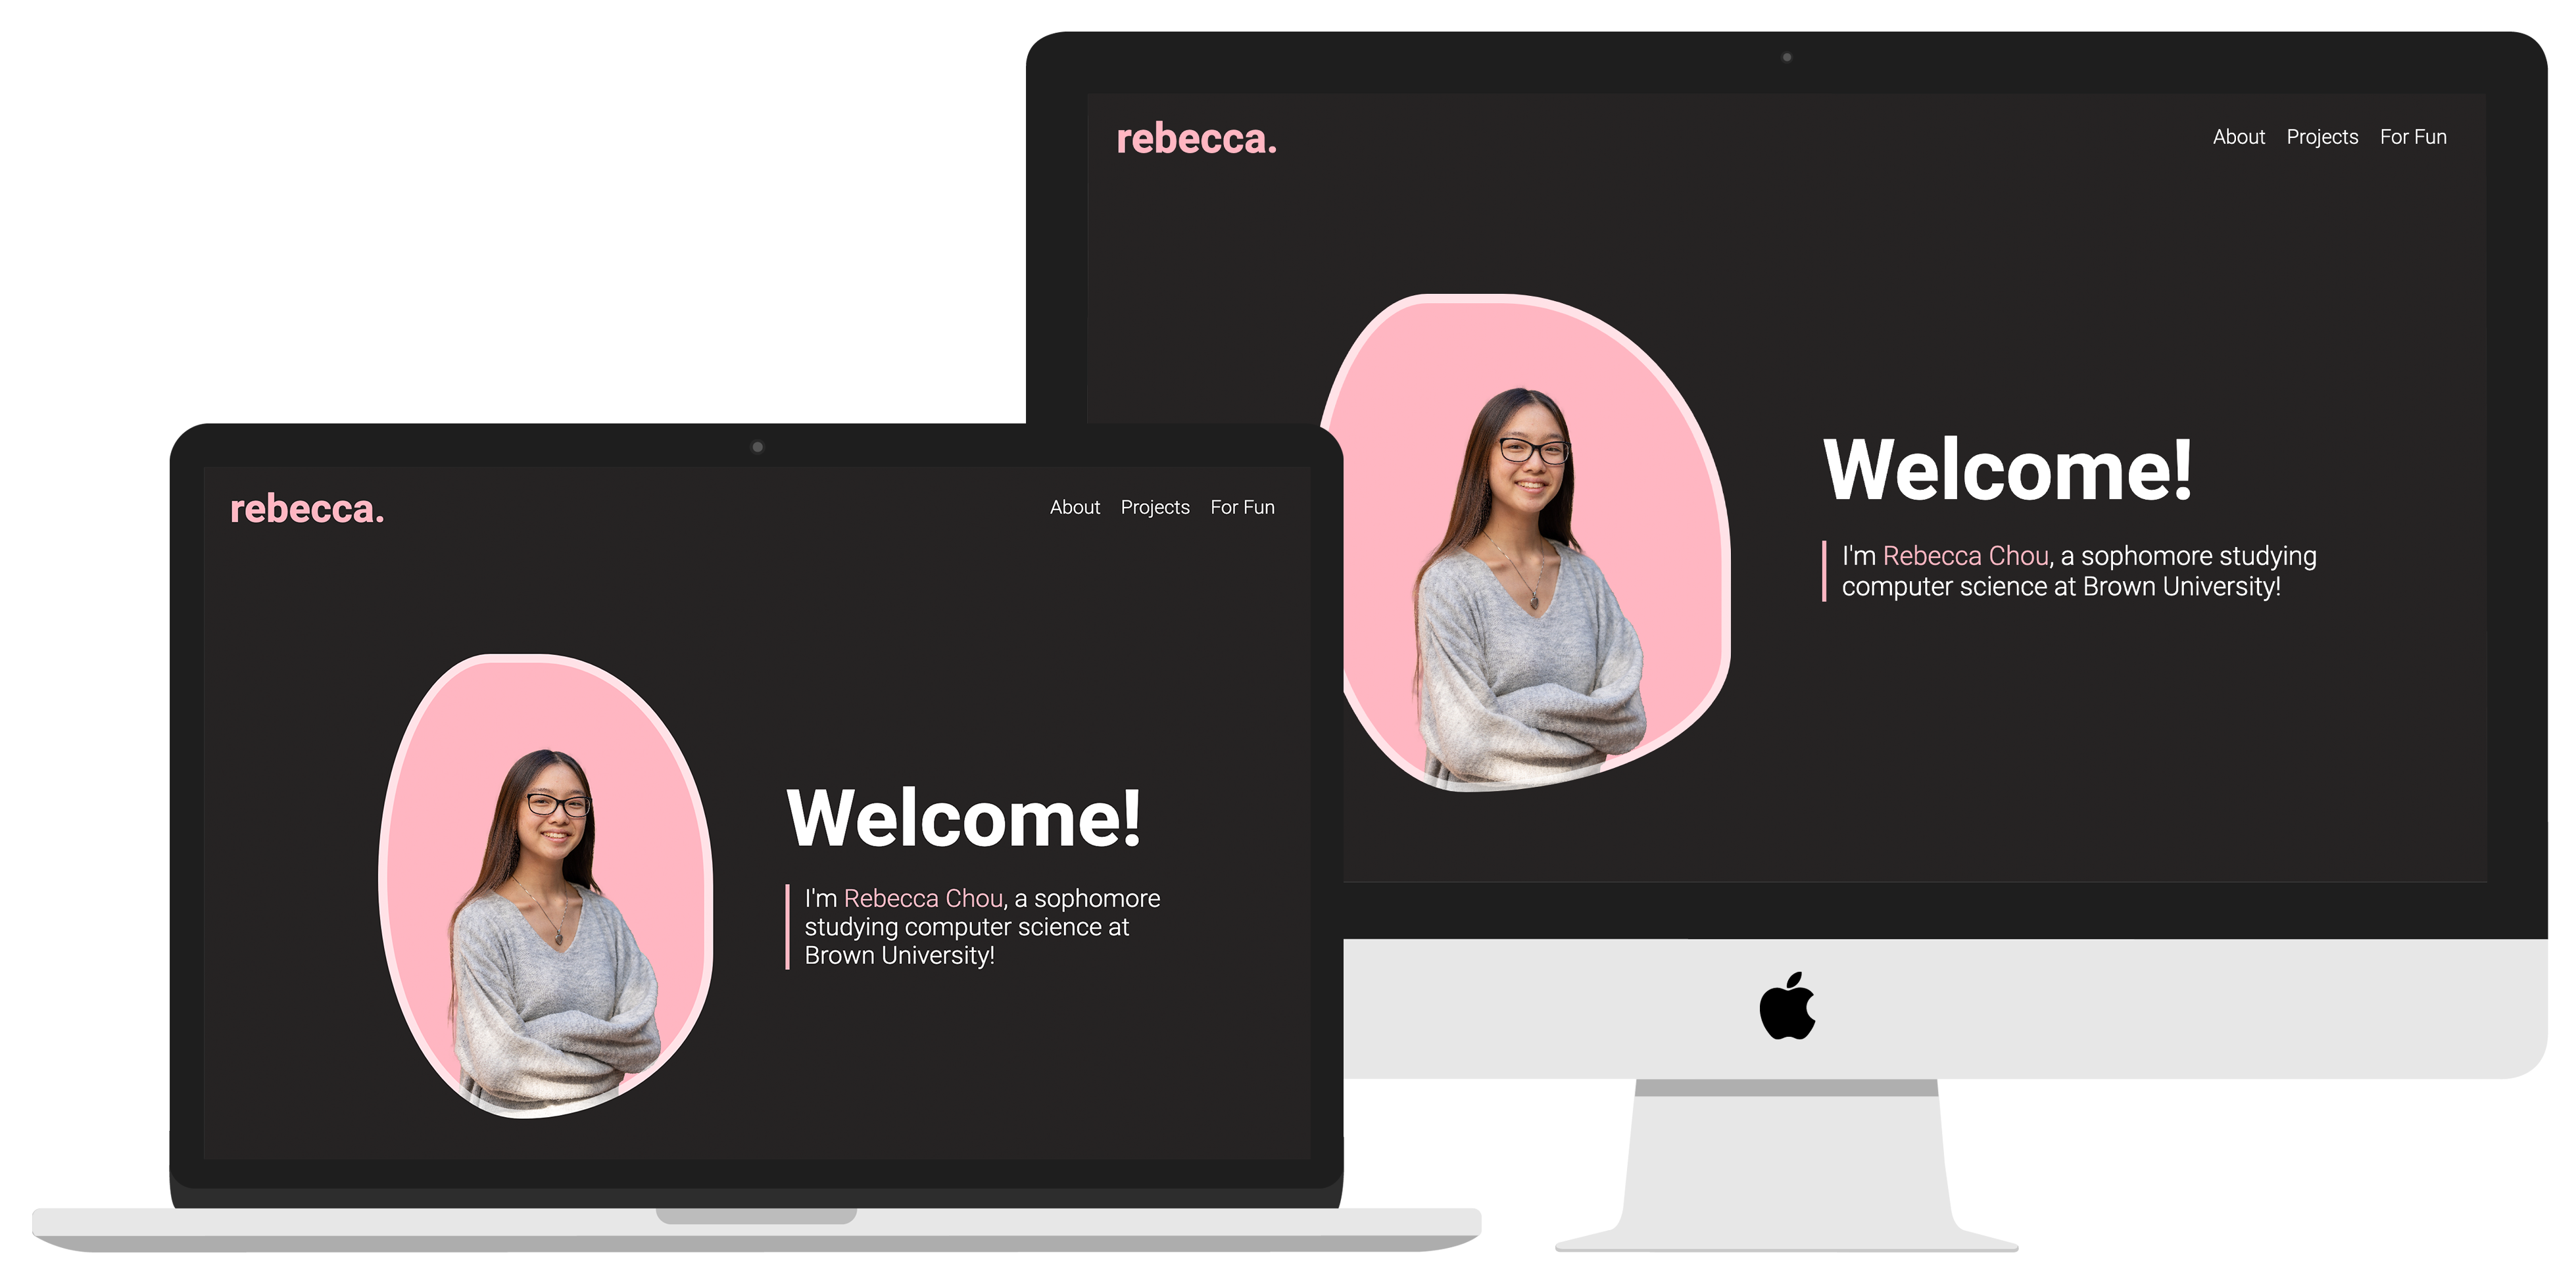 rebecca.
About Projects For Fun
Welcome!
I'm Rebecca Chou, a sophomore studying
computer science at Brown University!
rebecca.
About Projects For Fun
Welcome!
I'm Rebecca Chou, a sophomore
studying computer science at
Brown University!